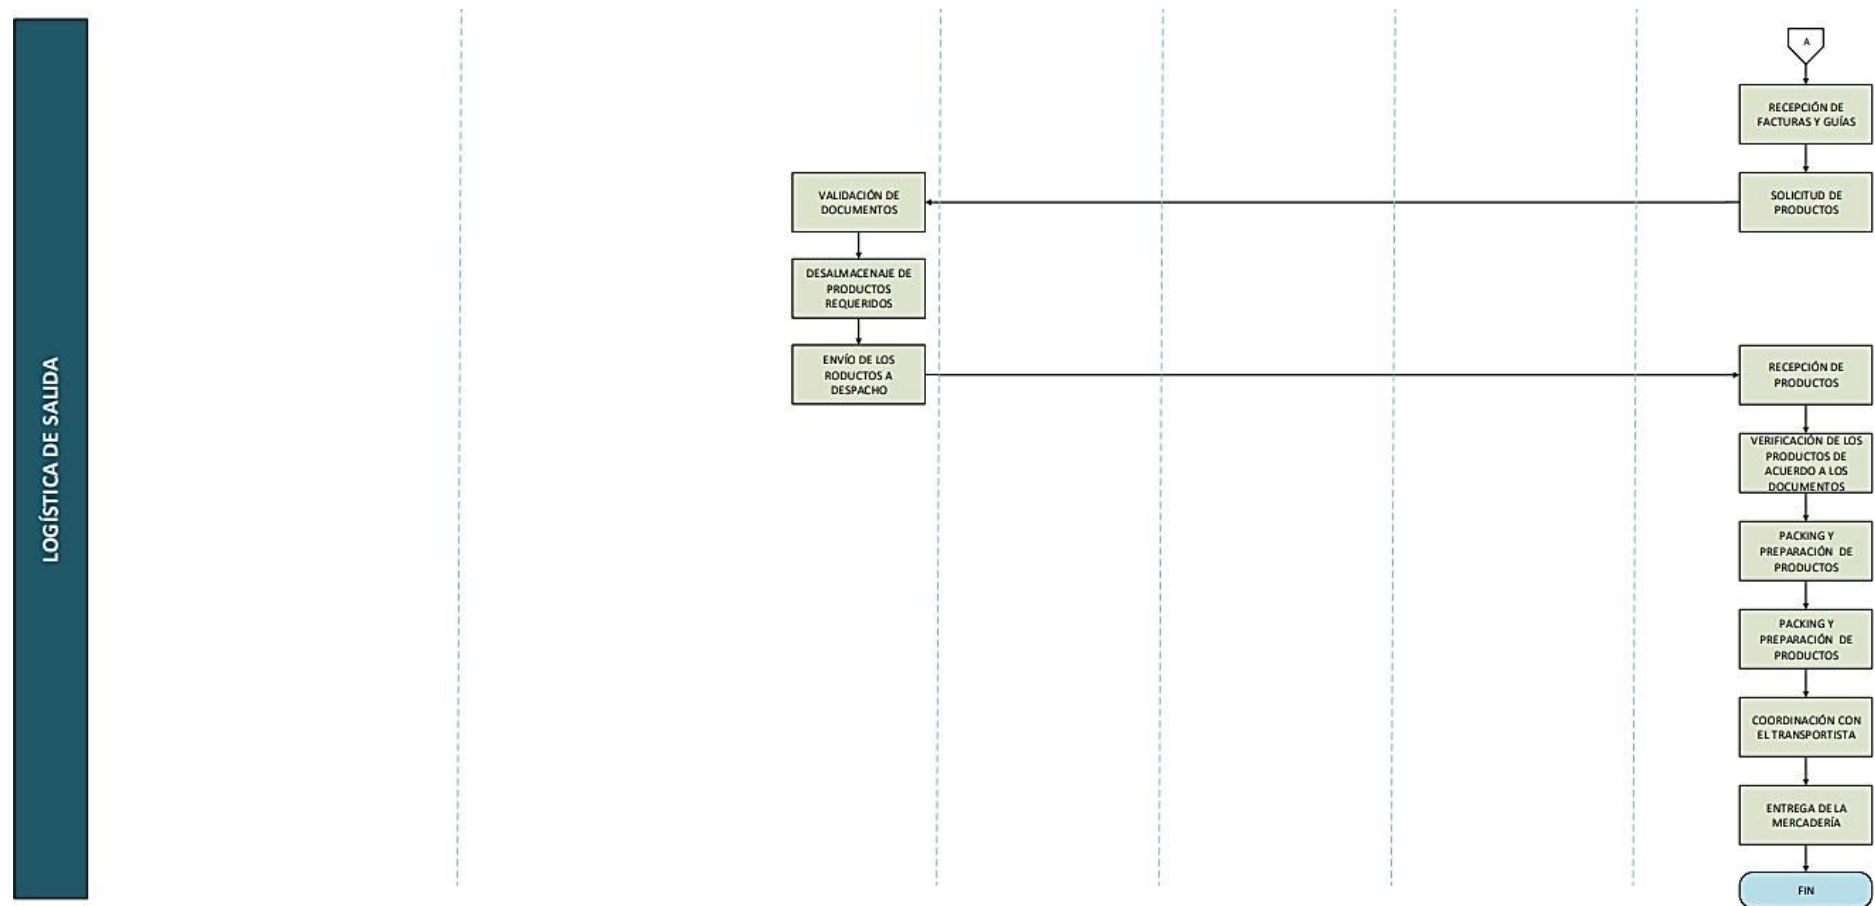 LOGÍSTICA DE SALIDA
A
RECEPCIÓN DE
FACTURAS Y GUÍAS
SOLICITUD DE
PRODUCTOS
VALIDACIÓN DE
DOCUMENTOS
DESALMACENAJE DE
PRODUCTOS
REQUERIDOS
ENVÍO DE LOS
RODUCTOS A
DESPACHO
RECEPCIÓN DE
PRODUCTOS
VERIFICACIÓN DE LOS
PRODUCTOS DE
ACUERDO A LOS
DOCUMENTOS
PACKING Y
PREPARACIÓN DE
PRODUCTOS
PACKING Y
PREPARACIÓN DE
PRODUCTOS
COORDINACIÓN CON
EL TRANSPORTISTA
ENTREGA DE LA
MERCADERÍA
FIN